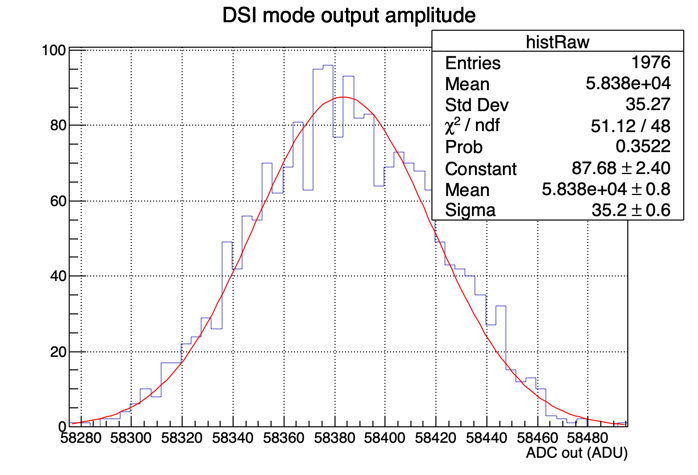 DSI mode output amplitude
histRaw
Entries 1976
Mean 5.838e+04
Std Dev 35.27
χ² / ndf 51.12 / 48
Prob 0.3522
Constant 87.68 ± 2.40
Mean 5.838e+04 ± 0.8
Sigma 35.2 ± 0.6
100
80
60
40
20
0
58280 58300 58320 58340 58360 58380 58400 58420 58440 58460 58480
ADC out (ADU)